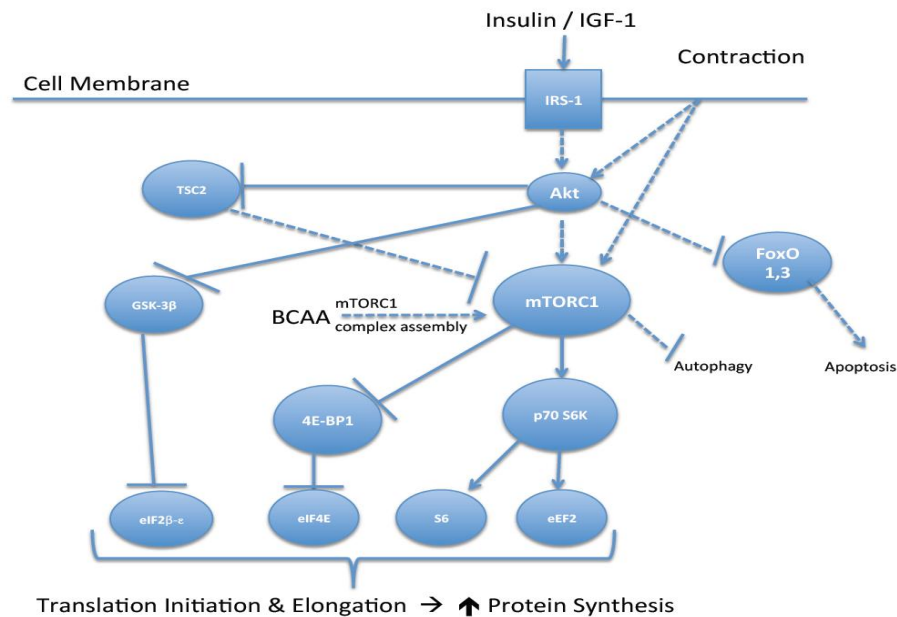 Insulin / IGF-1
Contraction
Cell Membrane
IRS-1
TSC2
Akt
FoxO
1,3
GSK-3β
mTORC1
BCAA
mTORC1
complex assembly
Autophagy
Apoptosis
4E-BP1
p70 S6K
eIF2β-ε
eIF4E
S6
eEF2
Translation Initiation & Elongation → ↑ Protein Synthesis